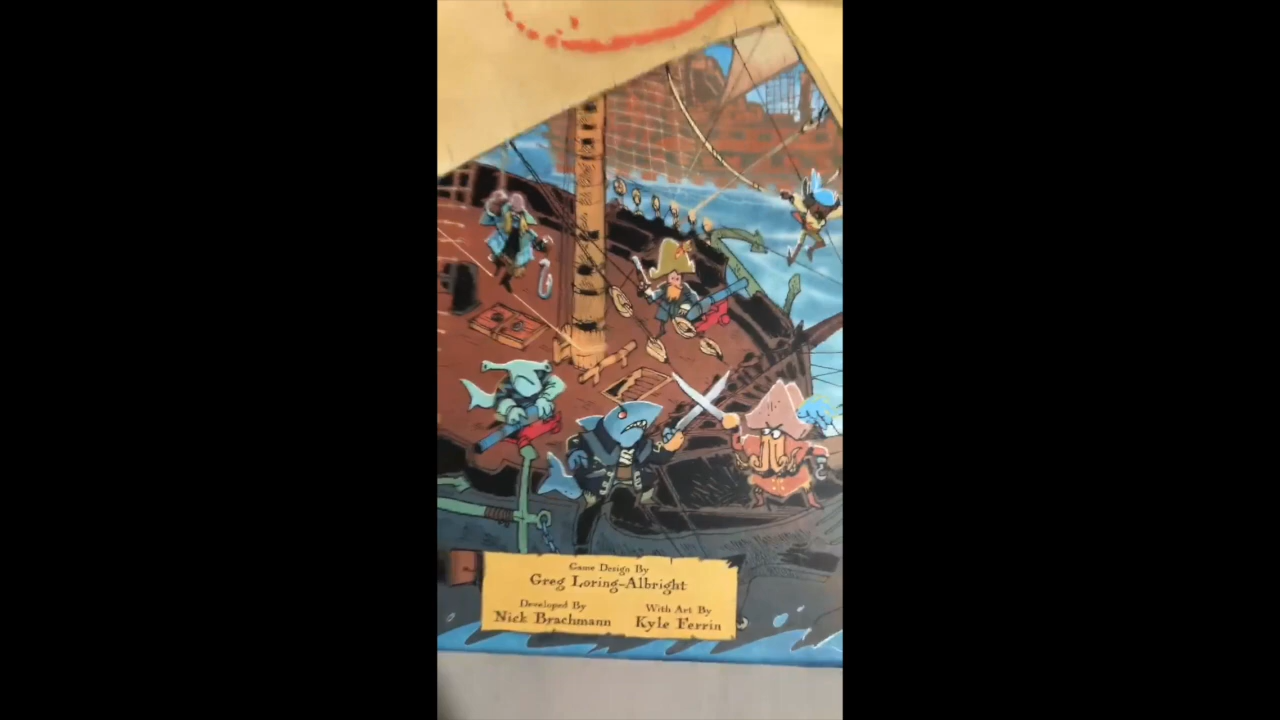 Game Design By
Greg Loring-Albright
Developed By
Nick Brachmann
With Art By
Kyle Ferrin